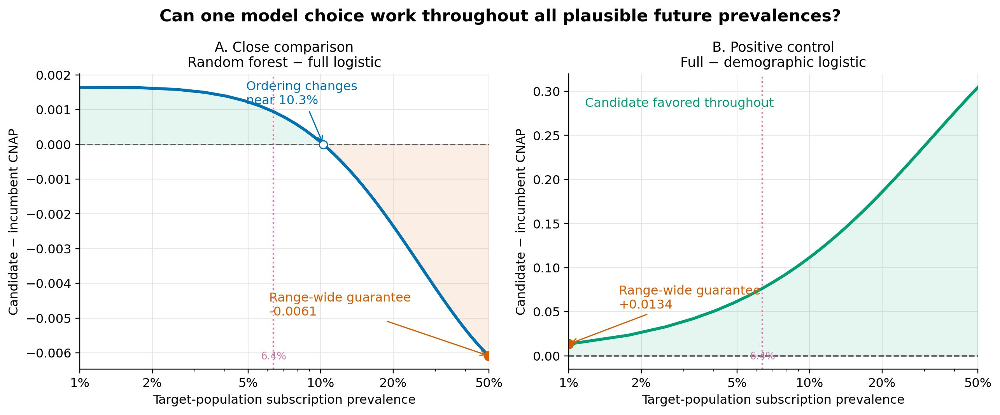 Can one model choice work throughout all plausible future prevalences?
A. Close comparison
Random forest − full logistic
Candidate − incumbent CNAP
0.002
0.001
0.000
−0.001
−0.002
−0.003
−0.004
−0.005
−0.006
Ordering changes
near 10.3%
Range-wide guarantee
-0.0061
6.4%
1%
2%
5%
10%
20%
50%
Target-population subscription prevalence
B. Positive control
Full − demographic logistic
Candidate − incumbent CNAP
0.30
0.25
0.20
0.15
0.10
0.05
0.00
Candidate favored throughout
Range-wide guarantee
+0.0134
6.4%
1%
2%
5%
10%
20%
50%
Target-population subscription prevalence